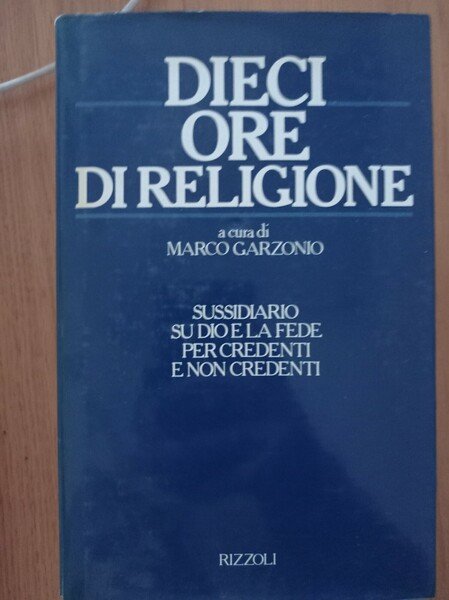 DIECI
ORE
DI RELIGIONE
a cura di
MARCO GARZONIO
SUSSIDIARIO
SU DIO E LA FEDE
PER CREDENTI
E NON CREDENTI
RIZZOLI